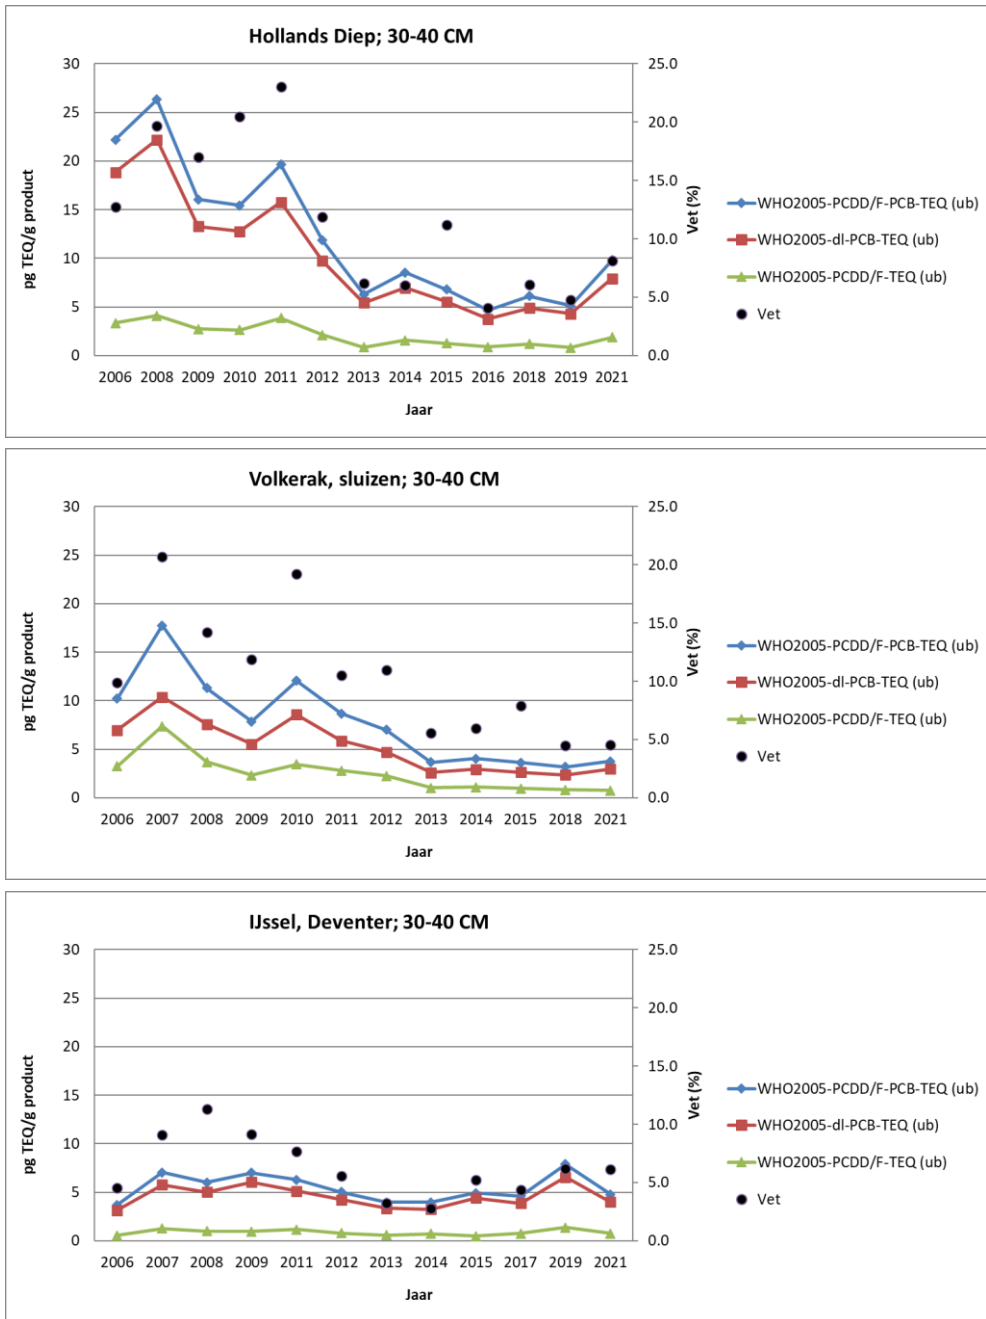 Hollands Diep; 30-40 CM
30
25
20
15
10
5
0
pg TEQ/g product
25.0
20.0
15.0
10.0
5.0
0.0
Vet (%)
2006 2008 2009 2010 2011 2012 2013 2014 2015 2016 2018 2019 2021
Jaar
WHO2005-PCDD/F-PCB-TEQ (ub)
WHO2005-dl-PCB-TEQ (ub)
WHO2005-PCDD/F-TEQ (ub)
Vet
Volkerak, sluizen; 30-40 CM
30
25
20
15
10
5
0
pg TEQ/g product
25.0
20.0
15.0
10.0
5.0
0.0
Vet (%)
2006 2007 2008 2009 2010 2011 2012 2013 2014 2015 2018 2021
Jaar
WHO2005-PCDD/F-PCB-TEQ (ub)
WHO2005-dl-PCB-TEQ (ub)
WHO2005-PCDD/F-TEQ (ub)
Vet
IJssel, Deventer; 30-40 CM
30
25
20
15
10
5
0
pg TEQ/g product
25.0
20.0
15.0
10.0
5.0
0.0
Vet (%)
2006 2007 2008 2009 2011 2012 2013 2014 2015 2017 2019 2021
Jaar
WHO2005-PCDD/F-PCB-TEQ (ub)
WHO2005-dl-PCB-TEQ (ub)
WHO2005-PCDD/F-TEQ (ub)
Vet